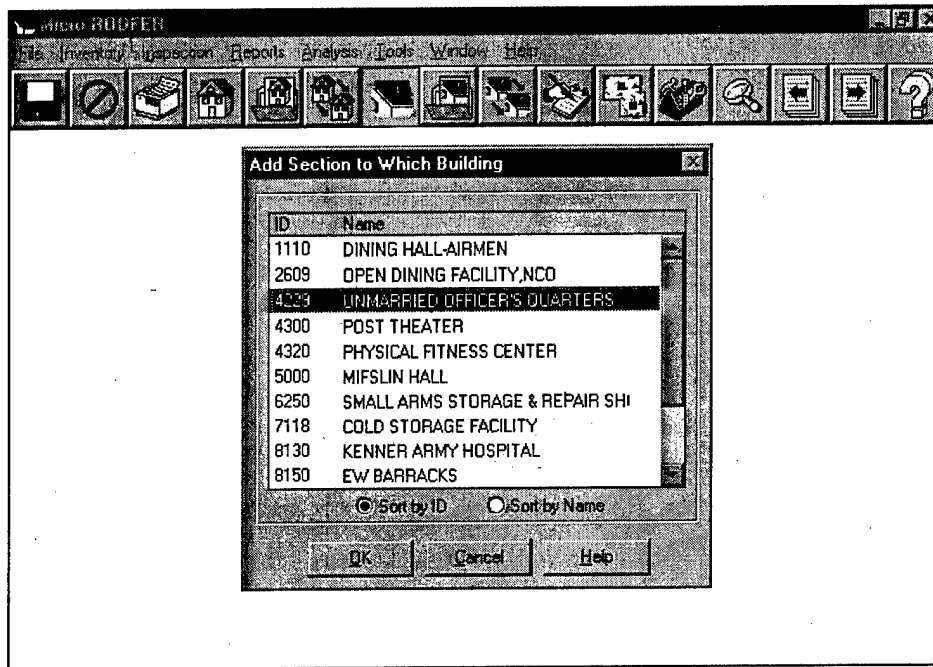 Micro ROOFER
File Inventory Inspection Reports Analysis Tools Window Help
Add Section to Which Building
ID Name
1110 DINING HALL-AIRMEN
2609 OPEN DINING FACILITY,NCO
4229 UNMARRIED OFFICER'S QUARTERS
4300 POST THEATER
4320 PHYSICAL FITNESS CENTER
5000 MIFSLIN HALL
6250 SMALL ARMS STORAGE & REPAIR SHI
7118 COLD STORAGE FACILITY
8130 KENNER ARMY HOSPITAL
8150 EW BARRACKS
Sort by ID Sort by Name
OK Cancel Help